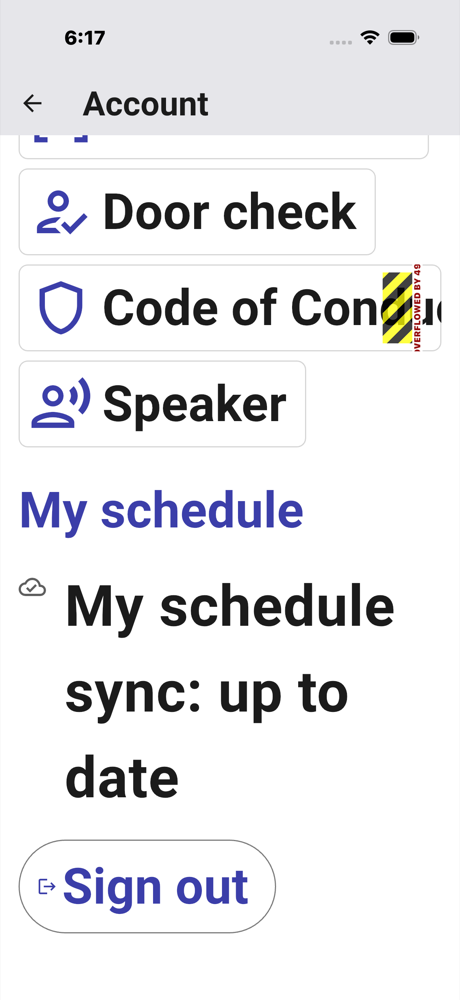 6:17
Account
Door check
Code of Conduc
OVERFLOWED BY 49
Speaker
My schedule
My schedule
sync: up to
date
Sign out